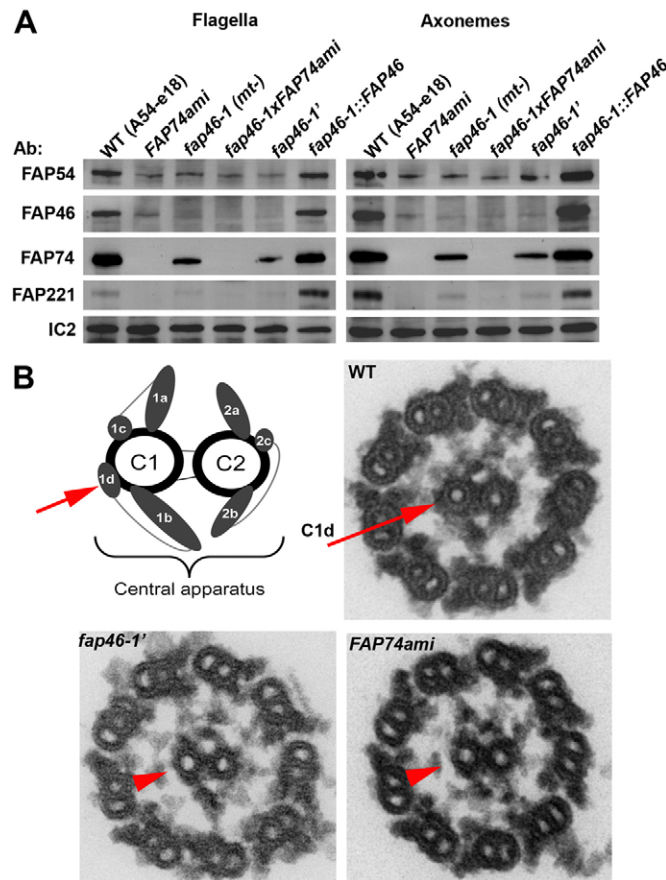 A
Flagella
Axonemes
Ab:
WT (A54-e18)
FAP74ami
fap46-1 (mt-)
fap46-1xFAP74ami
fap46-1'
fap46-1::FAP46
WT (A54-e18)
FAP74ami
fap46-1 (mt-)
fap46-1xFAP74ami
fap46-1'
fap46-1::FAP46
FAP54
FAP46
FAP74
FAP221
IC2
B
WT
1a
2a
1c
2c
C1
C2
1d
1b
2b
C1d
Central apparatus
fap46-1'
FAP74ami